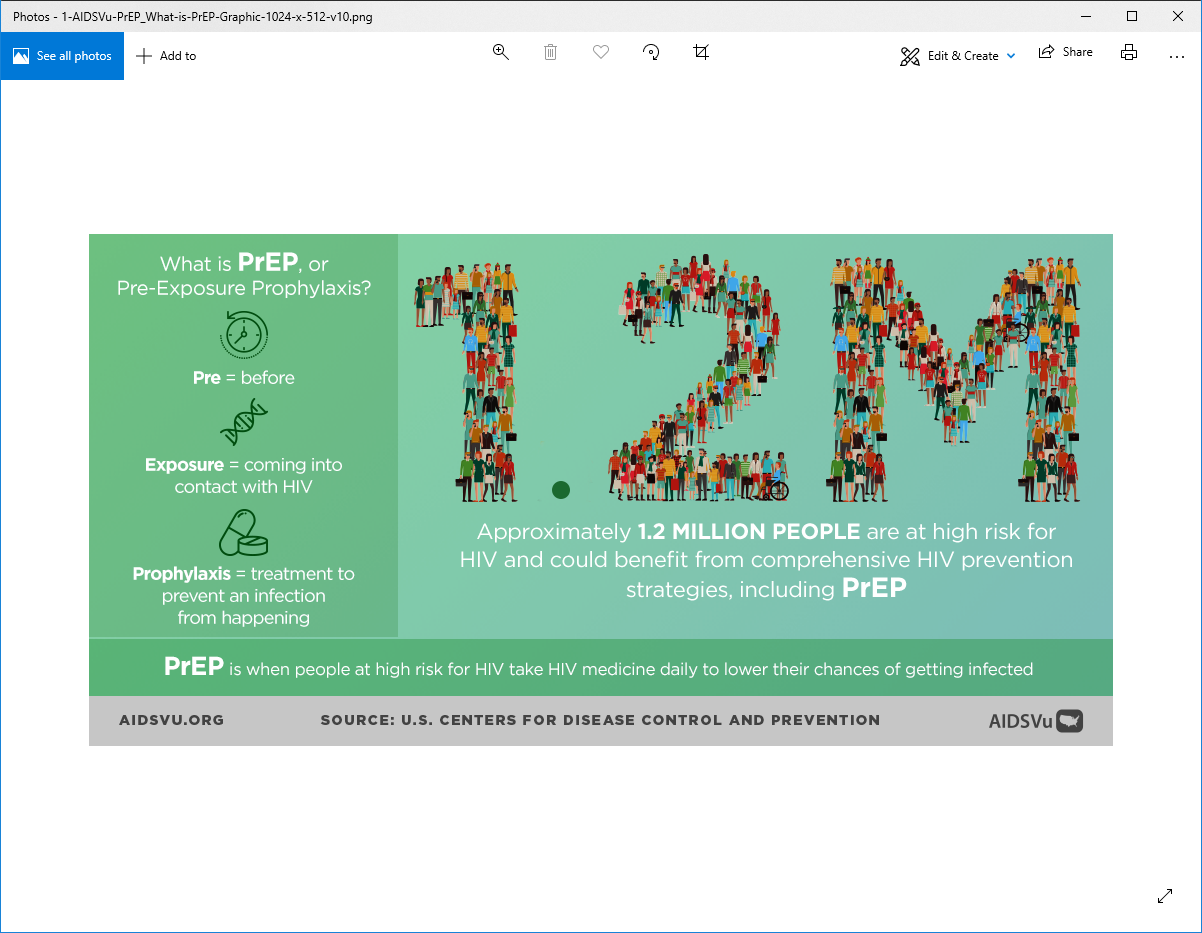 Photos - 1-AIDSVu-PrEP_What-is-PrEP-Graphic-1024-x-512-v10.png
See all photos
Add to
Edit & Create
Share
What is PrEP, or
Pre-Exposure Prophylaxis?
Pre = before
Exposure = coming into
contact with HIV
Prophylaxis = treatment to
prevent an infection
from happening
1.2M
Approximately 1.2 MILLION PEOPLE are at high risk for
HIV and could benefit from comprehensive HIV prevention
strategies, including PrEP
PrEP is when people at high risk for HIV take HIV medicine daily to lower their chances of getting infected
AIDSVU.ORG
SOURCE: U.S. CENTERS FOR DISEASE CONTROL AND PREVENTION
AIDSVu